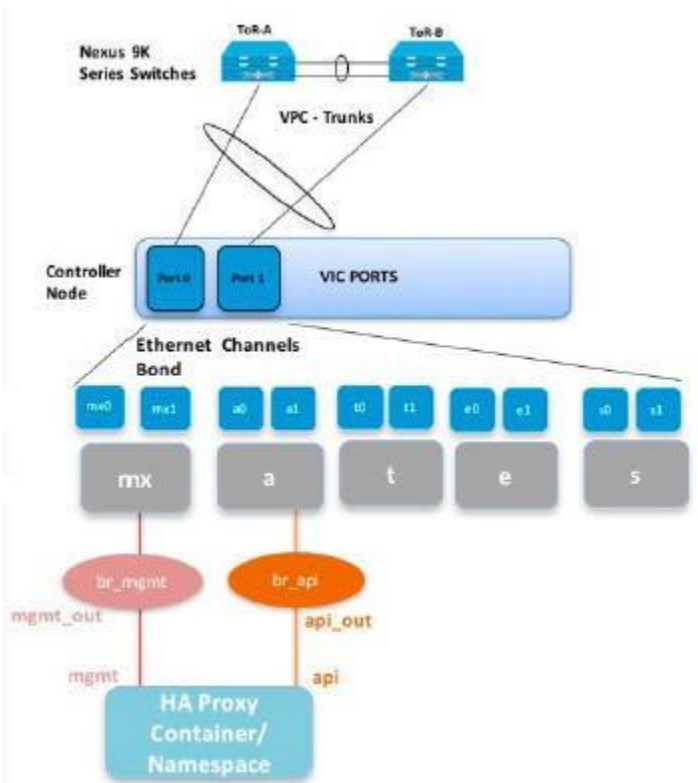 ToR-A
ToR-B
Nexus 9K
Series Switches
VPC - Trunks
Controller
Node
Port 0
Port 1
VIC PORTS
Ethernet Channels
Bond
mx0
mx1
a0
a1
t0
t1
e0
e1
s0
s1
mx
a
t
e
s
br_mgmt
br_api
mgmt_out
api_out
mgmt
api
HA Proxy
Container/
Namespace